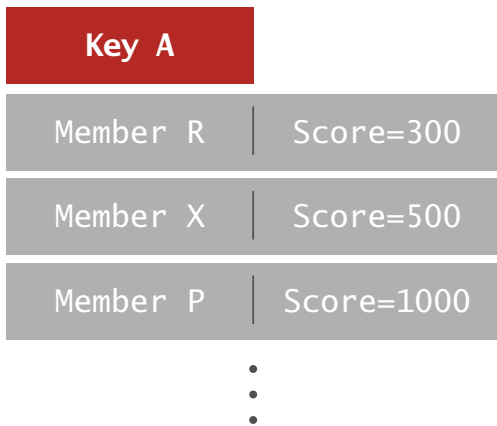 Key A
Member R Score=300
Member X Score=500
Member P Score=1000